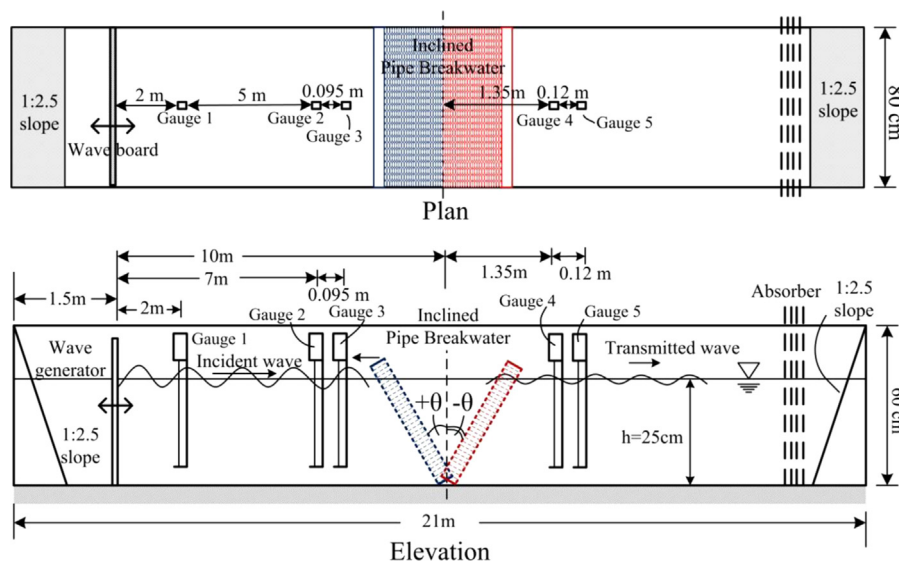 Inclined
Pipe Breakwater
1:2.5
slope
2 m
5 m
0.095 m
1.35m
0.12 m
Gauge 1
Gauge 2
Gauge 3
Gauge 4
Gauge 5
Wave board
1:2.5
slope
80 cm
Plan
10m
7m
1.5m
2m
0.095 m
1.35m
0.12 m
1:2.5
slope
Absorber
Inclined
Pipe Breakwater
Gauge 1
Gauge 2
Gauge 3
Gauge 4
Gauge 5
Wave
generator
Incident wave
Transmitted wave
+θ
-θ
1:2.5
slope
h=25cm
60 cm
21m
Elevation